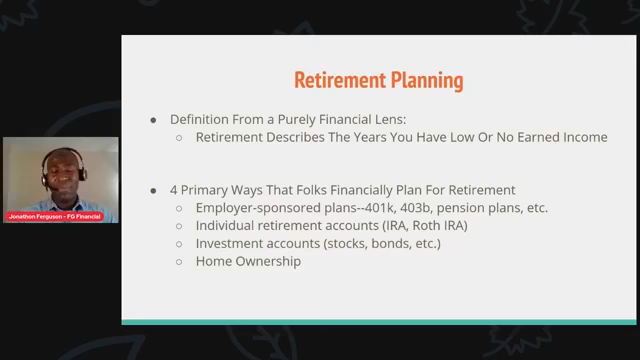 Retirement Planning
● Definition From a Purely Financial Lens:
○ Retirement Describes The Years You Have Low Or No Earned Income
● 4 Primary Ways That Folks Financially Plan For Retirement
○ Employer-sponsored plans--401k, 403b, pension plans, etc.
○ Individual retirement accounts (IRA, Roth IRA)
○ Investment accounts (stocks, bonds, etc.)
○ Home Ownership
Jonathon Ferguson - FG Financial